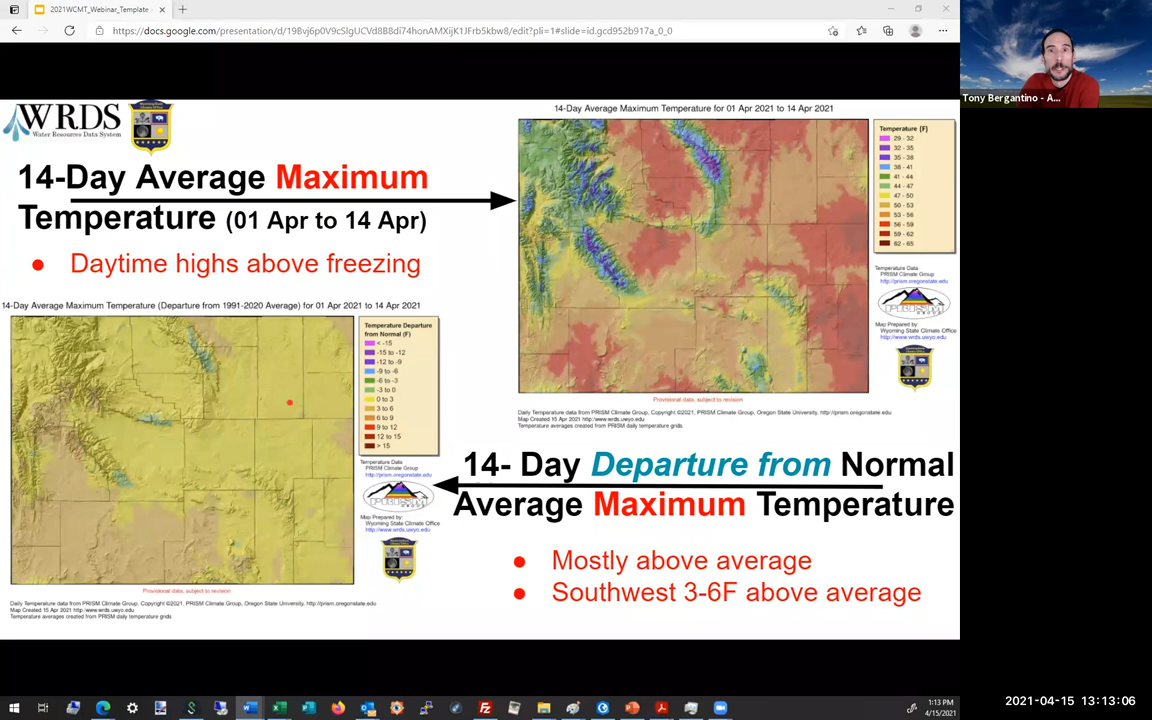 2021WCMT_Webinar_Template -
https://docs.google.com/presentation/d/19Bvj6p0V9cSlgUCVd8B8di74honAMXijK1JFrb5kbw8/edit?pli=1#slide=id.gcd952b917a_0_0
Tony Bergantino - A...
WRDS
Water Resources Data System
14-Day Average Maximum
Temperature (01 Apr to 14 Apr)
● Daytime highs above freezing
14-Day Average Maximum Temperature for 01 Apr 2021 to 14 Apr 2021
Temperature (F)
29 - 32
32 - 35
35 - 38
38 - 41
41 - 44
44 - 47
47 - 50
50 - 53
53 - 56
56 - 59
59 - 62
62 - 65
Temperature Data
PRISM Climate Group
http://prism.oregonstate.edu
Map Prepared by:
Wyoming State Climate Office
http://www.wrds.uwyo.edu
Provisional data, subject to revision
Daily Temperature data from PRISM Climate Group, Copyright ©2021, PRISM Climate Group, Oregon State University, http://prism.oregonstate.edu
Map Created 15 Apr 2021 http:/www.wrds.uwyo.edu
Temperature averages created from PRISM daily temperature grids
14-Day Average Maximum Temperature (Departure from 1991-2020 Average) for 01 Apr 2021 to 14 Apr 2021
Temperature Departure
from Normal (F)
< -15
-15 to -12
-12 to -9
-9 to -6
-6 to -3
-3 to 0
0 to 3
3 to 6
6 to 9
9 to 12
12 to 15
> 15
Temperature Data
PRISM Climate Group
http://prism.oregonstate.edu
Map Prepared by:
Wyoming State Climate Office
http://www.wrds.uwyo.edu
Provisional data, subject to revision
Daily Temperature data from PRISM Climate Group, Copyright ©2021, PRISM Climate Group, Oregon State University, http://prism.oregonstate.edu
Map Created 15 Apr 2021 http:/www.wrds.uwyo.edu
Temperature averages created from PRISM daily temperature grids
14- Day Departure from Normal
Average Maximum Temperature
● Mostly above average
● Southwest 3-6F above average
1:13 PM
4/15/2021
2021-04-15 13:13:06